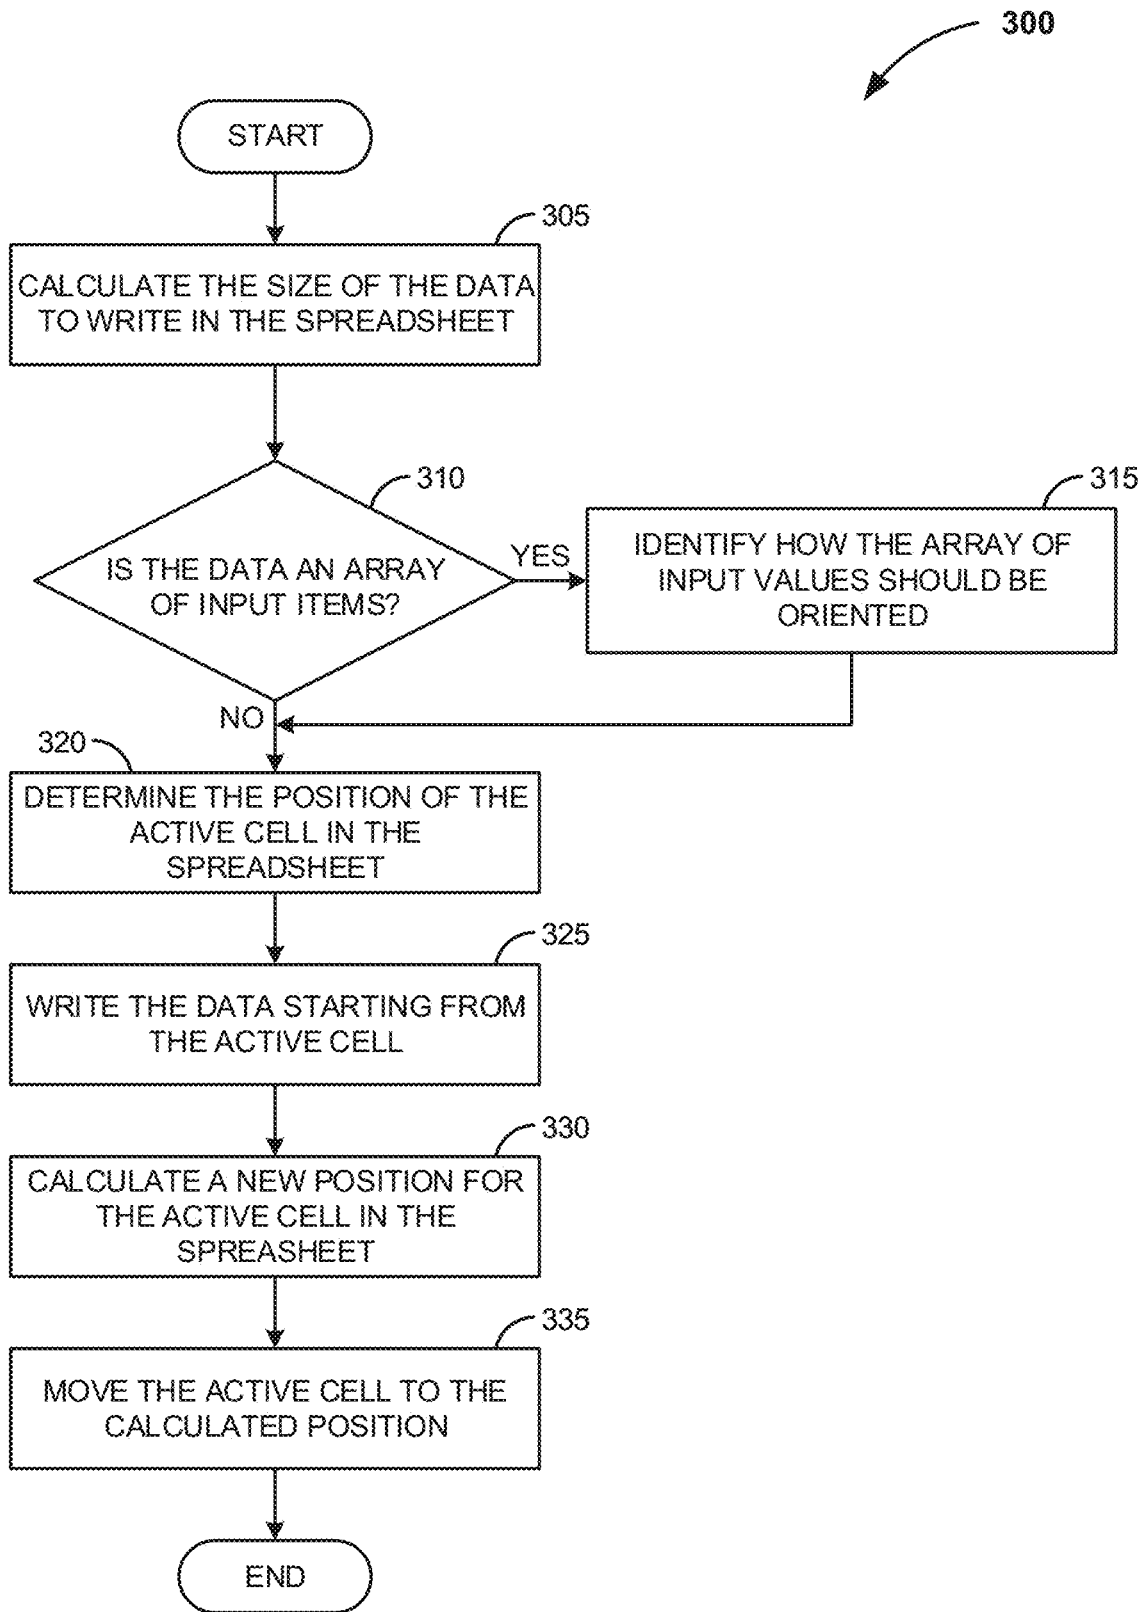 300
START
305
CALCULATE THE SIZE OF THE DATA
TO WRITE IN THE SPREADSHEET
310
IS THE DATA AN ARRAY
OF INPUT ITEMS?
YES
315
IDENTIFY HOW THE ARRAY OF
INPUT VALUES SHOULD BE
ORIENTED
NO
320
DETERMINE THE POSITION OF THE
ACTIVE CELL IN THE
SPREADSHEET
325
WRITE THE DATA STARTING FROM
THE ACTIVE CELL
330
CALCULATE A NEW POSITION FOR
THE ACTIVE CELL IN THE
SPREASHEET
335
MOVE THE ACTIVE CELL TO THE
CALCULATED POSITION
END